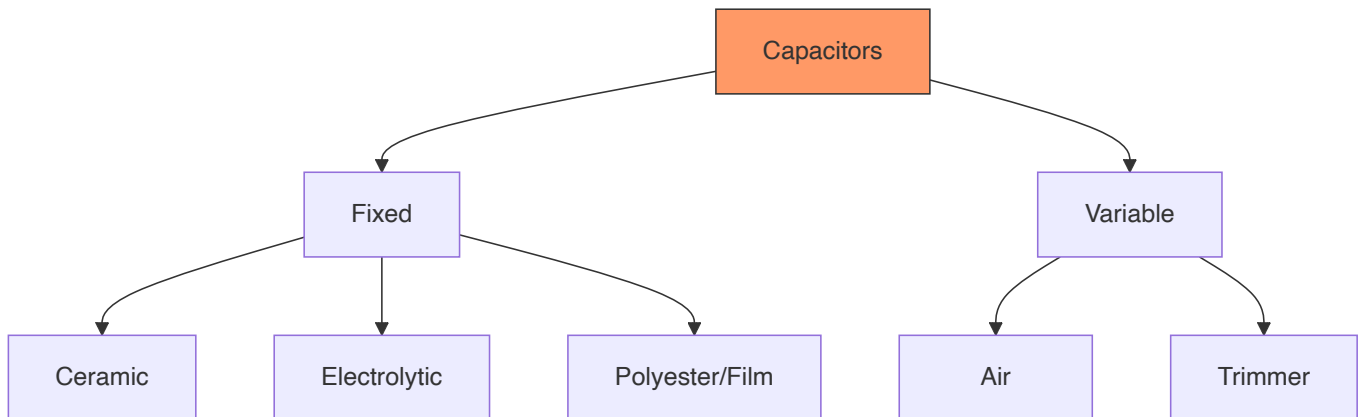 Capacitors
Fixed
Variable
Ceramic
Electrolytic
Polyester/Film
Air
Trimmer